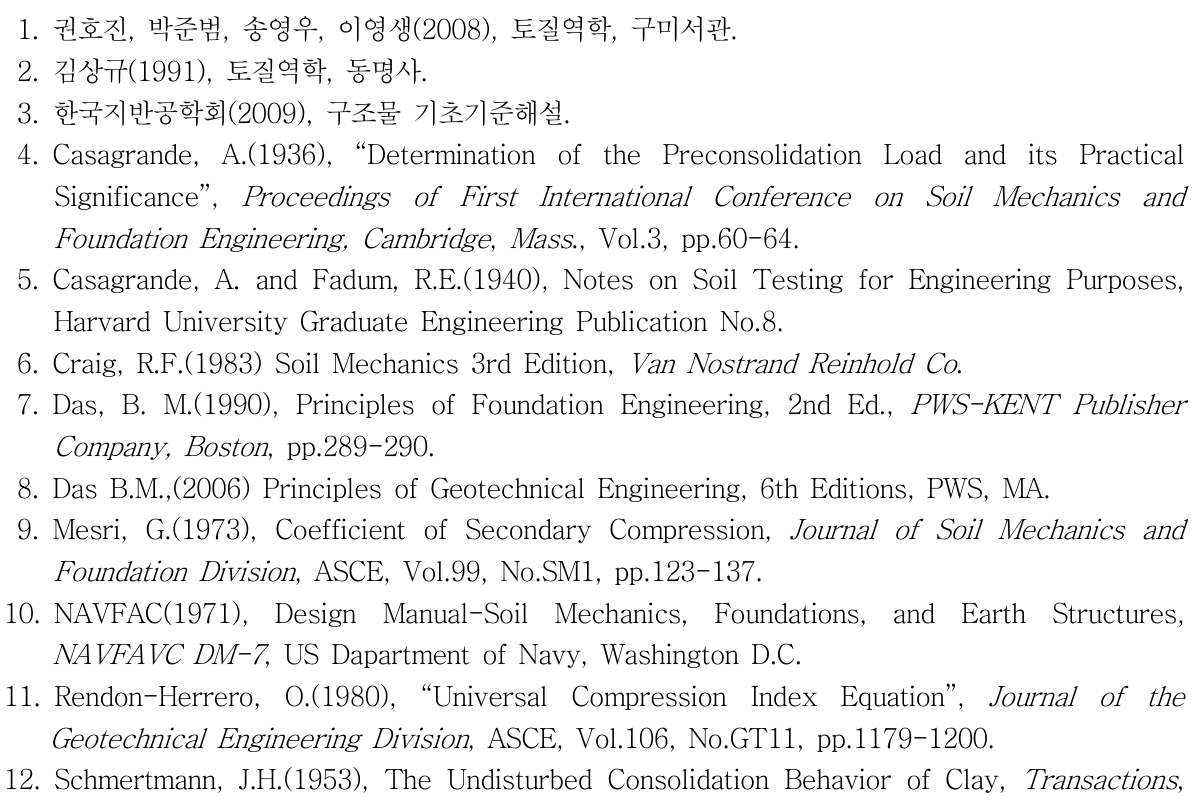 1. 권호진, 박준범, 송영우, 이영생(2008), 토질역학, 구미서관.
2. 김상규(1991), 토질역학, 동명사.
3. 한국지반공학회(2009), 구조물 기초기준해설.
4. Casagrande, A.(1936), “Determination of the Preconsolidation Load and its Practical
Significance”, Proceedings of First International Conference on Soil Mechanics and
Foundation Engineering, Cambridge, Mass., Vol.3, pp.60-64.
5. Casagrande, A. and Fadum, R.E.(1940), Notes on Soil Testing for Engineering Purposes,
Harvard University Graduate Engineering Publication No.8.
6. Craig, R.F.(1983) Soil Mechanics 3rd Edition, Van Nostrand Reinhold Co.
7. Das, B. M.(1990), Principles of Foundation Engineering, 2nd Ed., PWS-KENT Publisher
Company, Boston, pp.289-290.
8. Das B.M.,(2006) Principles of Geotechnical Engineering, 6th Editions, PWS, MA.
9. Mesri, G.(1973), Coefficient of Secondary Compression, Journal of Soil Mechanics and
Foundation Division, ASCE, Vol.99, No.SM1, pp.123-137.
10. NAVFAC(1971), Design Manual-Soil Mechanics, Foundations, and Earth Structures,
NAVFAVC DM-7, US Dapartment of Navy, Washington D.C.
11. Rendon-Herrero, O.(1980), “Universal Compression Index Equation”, Journal of the
Geotechnical Engineering Division, ASCE, Vol.106, No.GT11, pp.1179-1200.
12. Schmertmann, J.H.(1953), The Undisturbed Consolidation Behavior of Clay, Transactions,